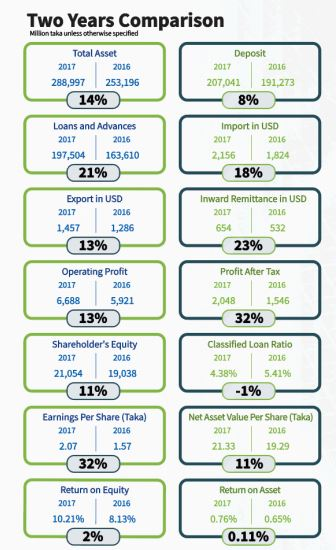 Two Years Comparison
Million taka unless otherwise specified
Total Asset
2017 2016
288,997 253,196
14%
Deposit
2017 2016
207,041 191,273
8%
Loans and Advances
2017 2016
197,504 163,610
21%
Import in USD
2017 2016
2,156 1,824
18%
Export in USD
2017 2016
1,457 1,286
13%
Inward Remittance in USD
2017 2016
654 532
23%
Operating Profit
2017 2016
6,688 5,921
13%
Profit After Tax
2017 2016
2,048 1,546
32%
Shareholder's Equity
2017 2016
21,054 19,038
11%
Classified Loan Ratio
2017 2016
4.38% 5.41%
-1%
Earnings Per Share (Taka)
2017 2016
2.07 1.57
32%
Net Asset Value Per Share (Taka)
2017 2016
21.33 19.29
11%
Return on Equity
2017 2016
10.21% 8.13%
2%
Return on Asset
2017 2016
0.76% 0.65%
0.11%